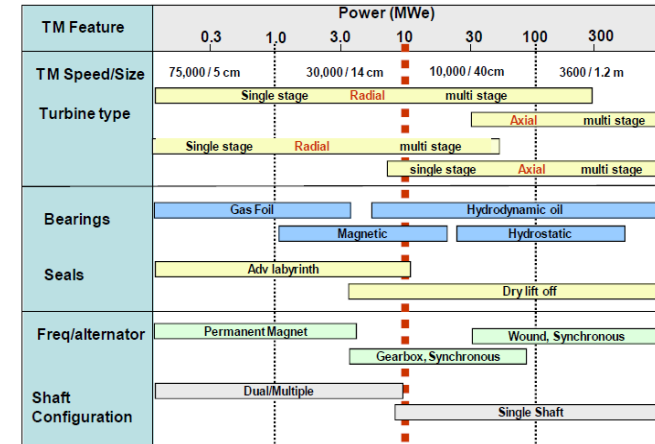 TM Feature
Power (MWe)
0.3 1.0 3.0 10 30 100 300
TM Speed/Size
75,000 / 5 cm 30,000 / 14 cm 10,000 / 40cm 3600 / 1.2 m
Turbine type
Single stage Radial multi stage
Axial multi stage
Single stage Radial multi stage
single stage Axial multi stage
Bearings
Gas Foil Hydrodynamic oil
Magnetic Hydrostatic
Seals
Adv labyrinth
Dry lift off
Freq/alternator
Permanent Magnet Wound, Synchronous
Gearbox, Synchronous
Shaft
Configuration
Dual/Multiple
Single Shaft